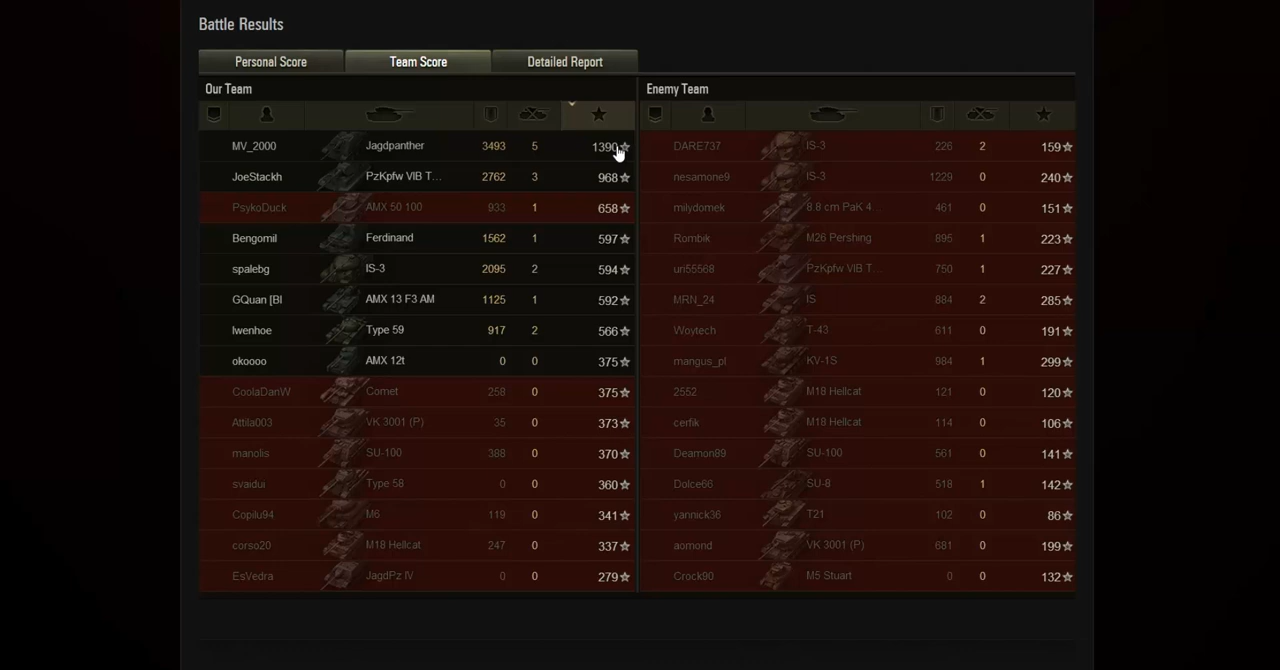 Battle Results
Personal Score Team Score Detailed Report
Our Team
MV_2000 Jagdpanther 3493 5 1390
JoeStackh PzKpfw VIB T... 2762 3 968
PsykoDuck AMX 50 100 933 1 658
Bengomil Ferdinand 1562 1 597
spalebg IS-3 2095 2 594
GQuan [BI AMX 13 F3 AM 1125 1 592
lwenhoe Type 59 917 2 566
okoooo AMX 12t 0 0 375
CoolaDanW Comet 258 0 375
Attila003 VK 3001 (P) 35 0 373
manolis SU-100 388 0 370
svaidui Type 58 0 0 360
Copilu94 M6 119 0 341
corso20 M18 Hellcat 247 0 337
EsVedra JagdPz IV 0 0 279
Enemy Team
DARE737 IS-3 226 2 159
nesamone9 IS-3 1229 0 240
milydomek 8.8 cm PaK 4... 461 0 151
Rombik M26 Pershing 895 1 223
uri55568 PzKpfw VIB T... 750 1 227
MRN_24 IS 884 2 285
Woytech T-43 611 0 191
mangus_pl KV-1S 984 1 299
2552 M18 Hellcat 121 0 120
cerfik M18 Hellcat 114 0 106
Deamon89 SU-100 561 0 141
Dolce66 SU-8 518 1 142
yannick36 T21 102 0 86
aomond VK 3001 (P) 681 0 199
Crock90 M5 Stuart 0 0 132